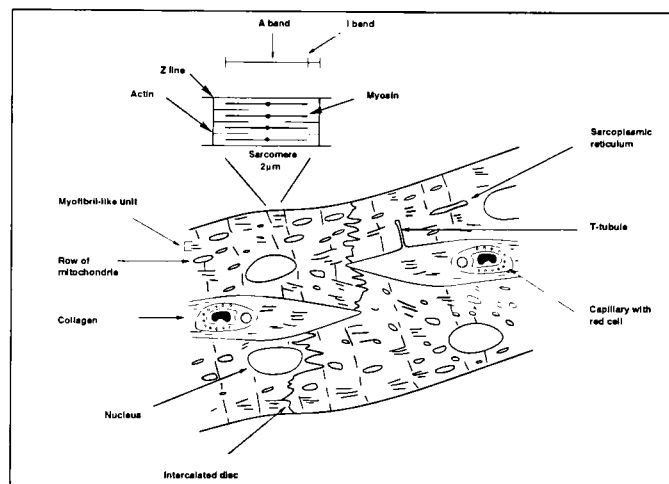 A band
I band
Z line
Actin
Myosin
Sarcomere
2µm
Sarcoplasmic
reticulum
Myofibril-like unit
T-tubule
Row of
mitochondria
Collagen
Capillary with
red cell
Nucleus
Intercalated disc